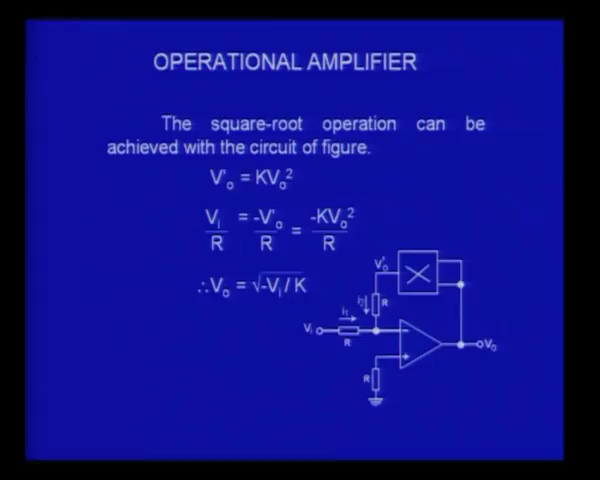 OPERATIONAL AMPLIFIER
The square-root operation can be
achieved with the circuit of figure.
V'ₒ = KVₒ²
Vᵢ/R = -V'ₒ/R = -KVₒ²/R
∴Vₒ = √-Vᵢ / K
V'ₒ
i₂ R
i₁
Vᵢ
R
-
+
Vₒ
R